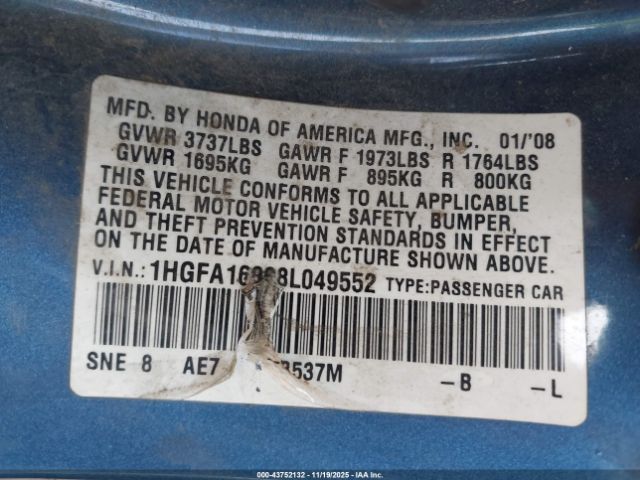 MFD. BY HONDA OF AMERICA MFG., INC. 01/'08
GVWR 3737LBS GAWR F 1973LBS R 1764LBS
GVWR 1695KG GAWR F 895KG R 800KG
THIS VEHICLE CONFORMS TO ALL APPLICABLE
FEDERAL MOTOR VEHICLE SAFETY, BUMPER,
AND THEFT PREVENTION STANDARDS IN EFFECT
ON THE DATE OF MANUFACTURE SHOWN ABOVE.
V.I.N.: TYPE:PASSENGER CAR
SNE 8 AE7 -B -L
000-43752132 - 11/19/2025 - IAA Inc.